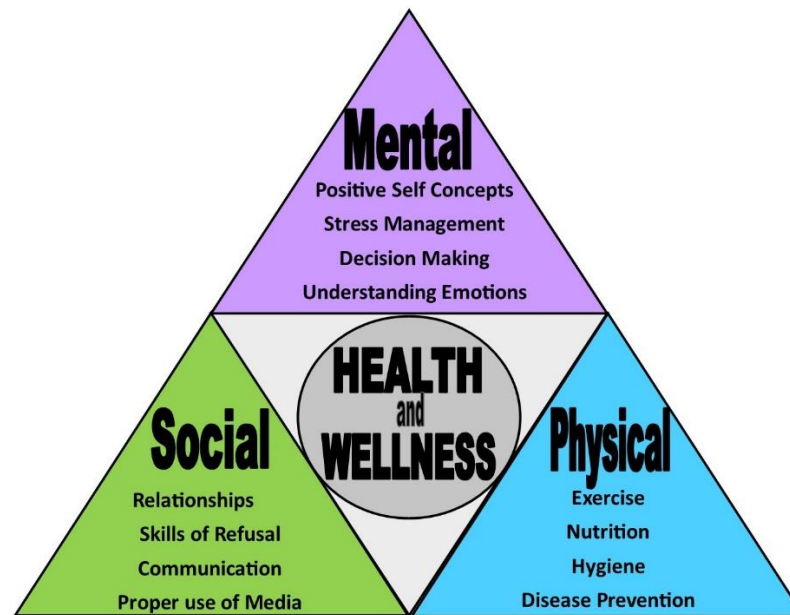 Mental
Positive Self Concepts
Stress Management
Decision Making
Understanding Emotions
HEALTH
and
WELLNESS
Social
Relationships
Skills of Refusal
Communication
Proper use of Media
Physical
Exercise
Nutrition
Hygiene
Disease Prevention